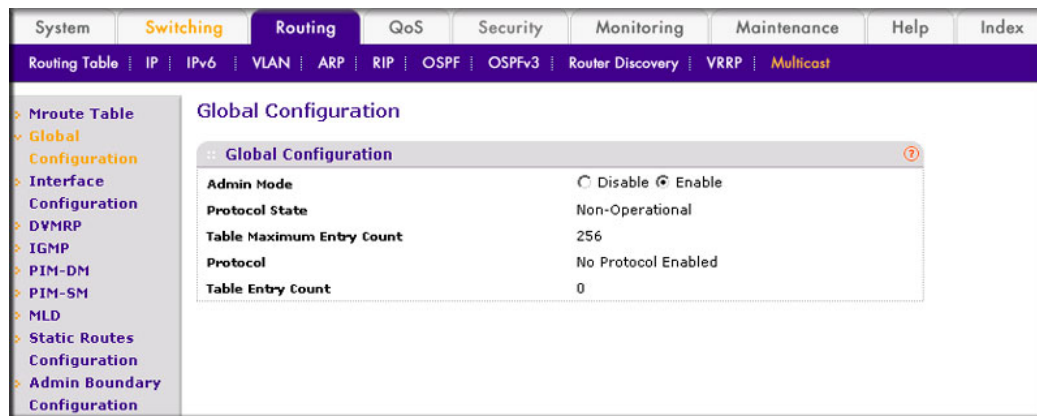 System Switching Routing QoS Security Monitoring Maintenance Help Index
Routing Table IP IPv6 VLAN ARP RIP OSPF OSPFv3 Router Discovery VRRP Multicast
Mroute Table
Global
Configuration
Interface
Configuration
DVMRP
IGMP
PIM-DM
PIM-SM
MLD
Static Routes
Configuration
Admin Boundary
Configuration
Global Configuration
Global Configuration ?
Admin Mode Disable Enable
Protocol State Non-Operational
Table Maximum Entry Count 256
Protocol No Protocol Enabled
Table Entry Count 0